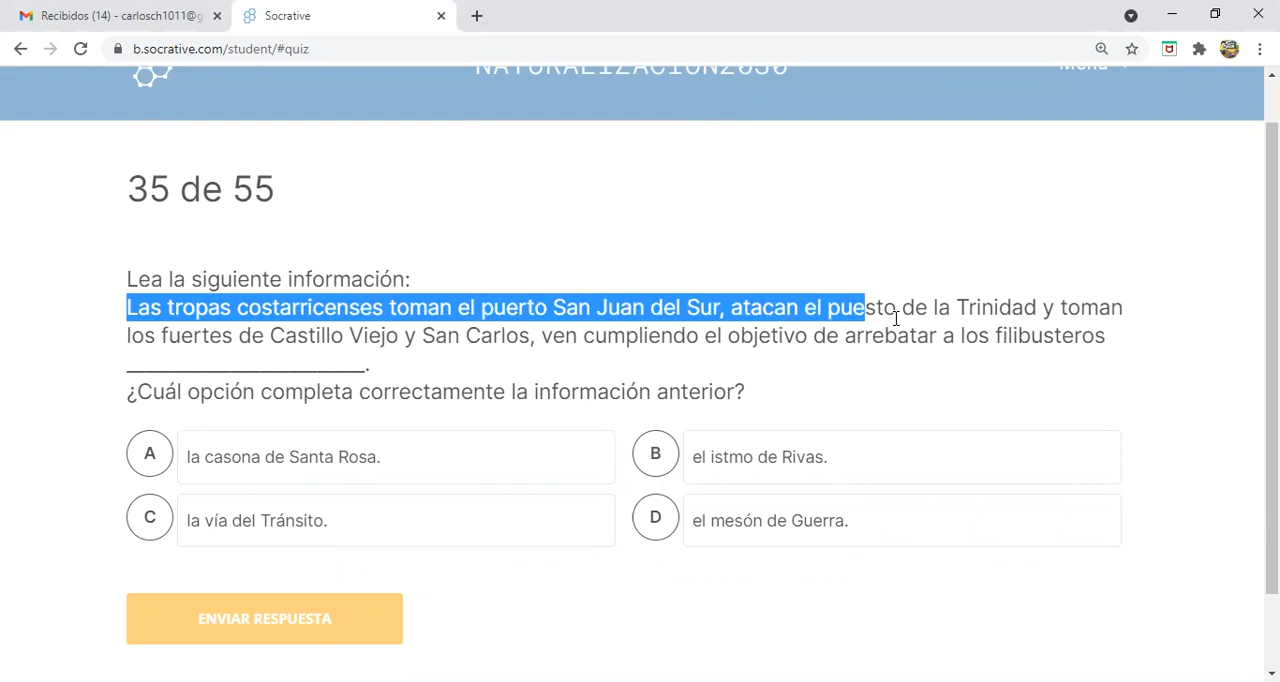 Recibidos (14) - carlosch1011@g
Socrative
b.socrative.com/student/#quiz
NATURALIZACION2030
Menú
35 de 55
Lea la siguiente información:
Las tropas costarricenses toman el puerto San Juan del Sur, atacan el puesto de la Trinidad y toman
los fuertes de Castillo Viejo y San Carlos, ven cumpliendo el objetivo de arrebatar a los filibusteros
_______________________.
¿Cuál opción completa correctamente la información anterior?
A la casona de Santa Rosa.
B el istmo de Rivas.
C la vía del Tránsito.
D el mesón de Guerra.
ENVIAR RESPUESTA